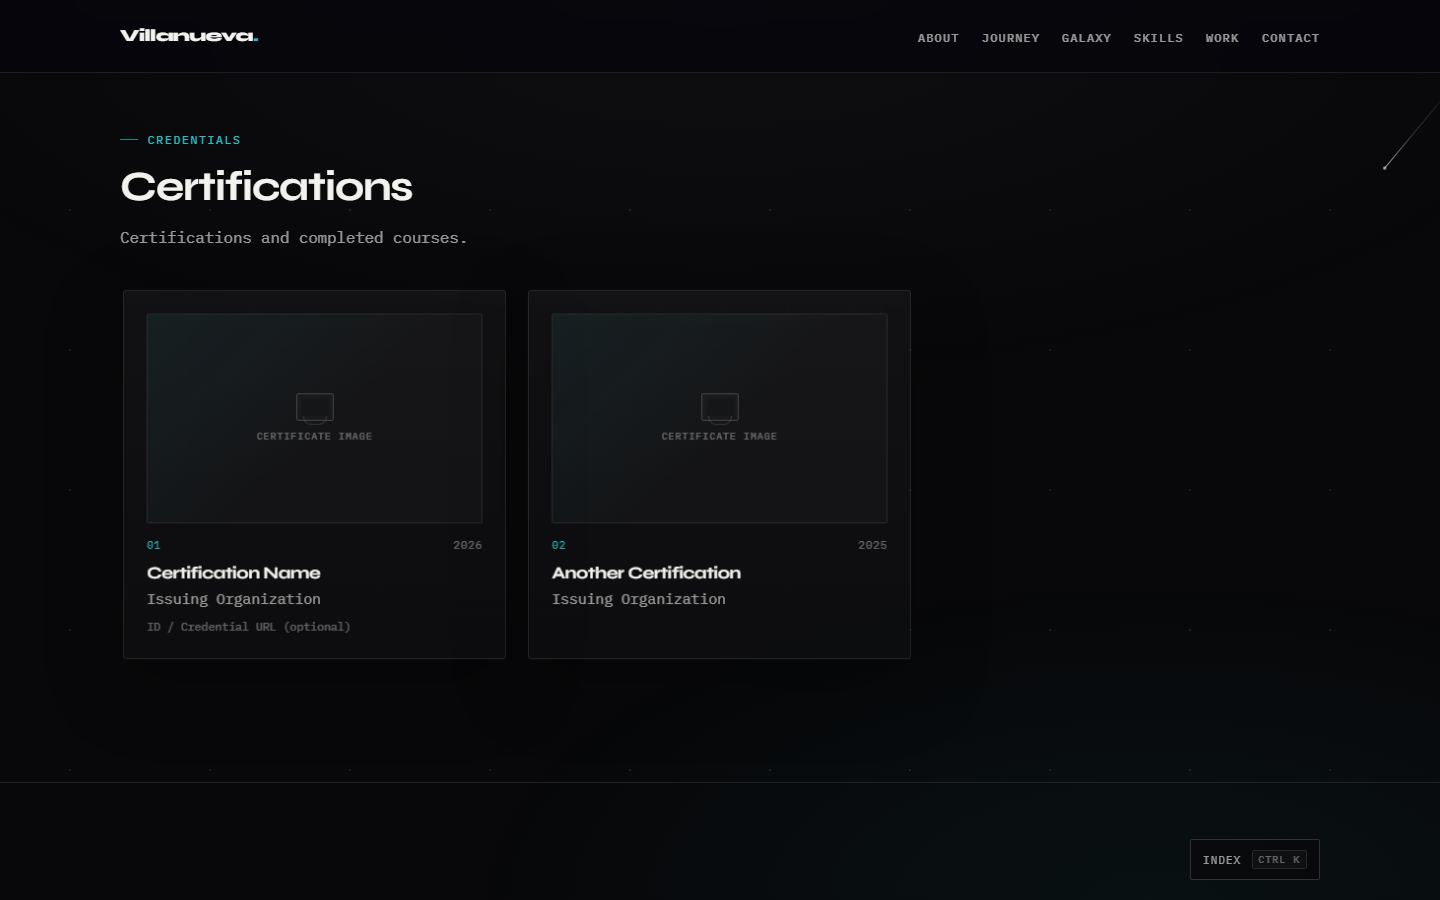 Villanueva.
ABOUT JOURNEY GALAXY SKILLS WORK CONTACT
CREDENTIALS
Certifications
Certifications and completed courses.
CERTIFICATE IMAGE
01 2026
Certification Name
Issuing Organization
ID / Credential URL (optional)
CERTIFICATE IMAGE
02 2025
Another Certification
Issuing Organization
INDEX CTRL K